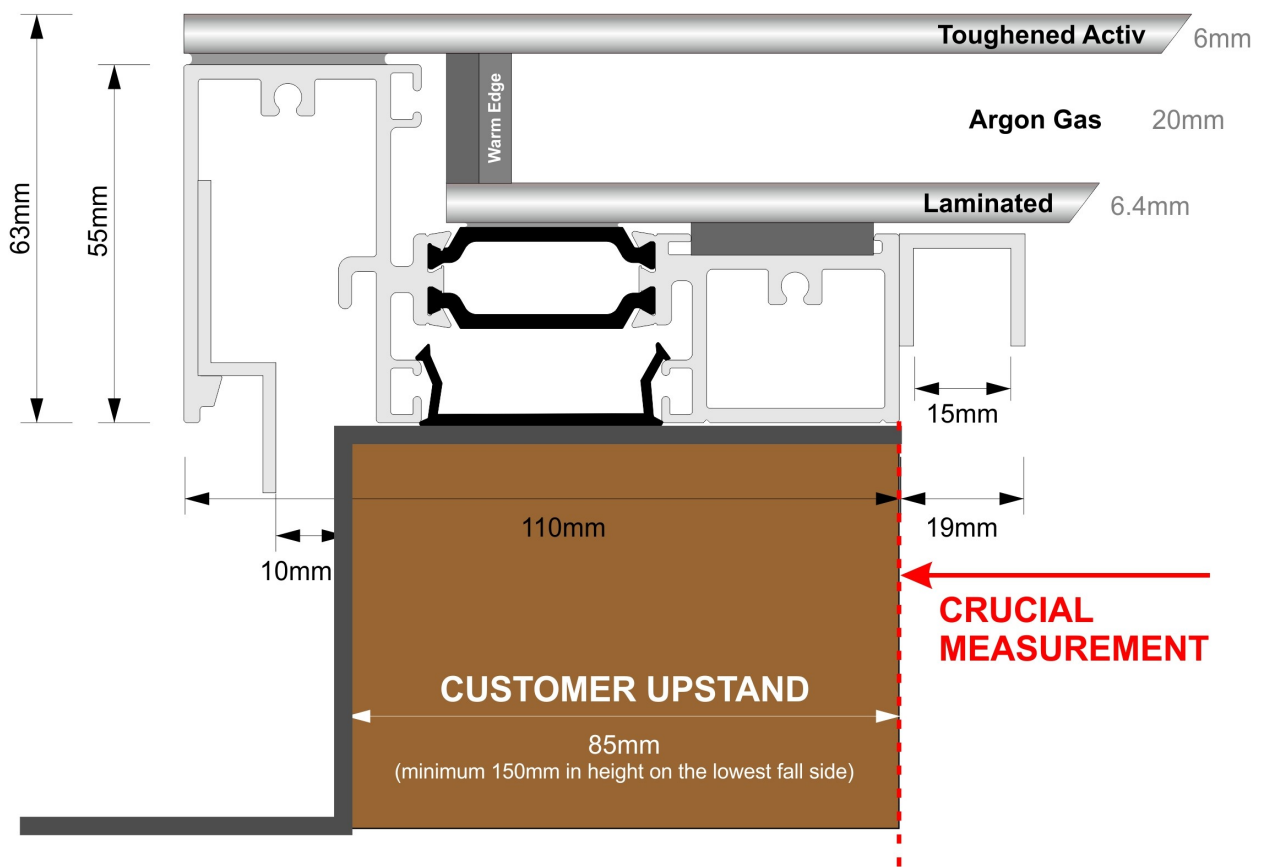 Toughened Activ 6mm
Warm Edge
Argon Gas 20mm
Laminated 6.4mm
63mm
55mm
15mm
110mm
19mm
10mm
CRUCIAL
MEASUREMENT
CUSTOMER UPSTAND
85mm
(minimum 150mm in height on the lowest fall side)